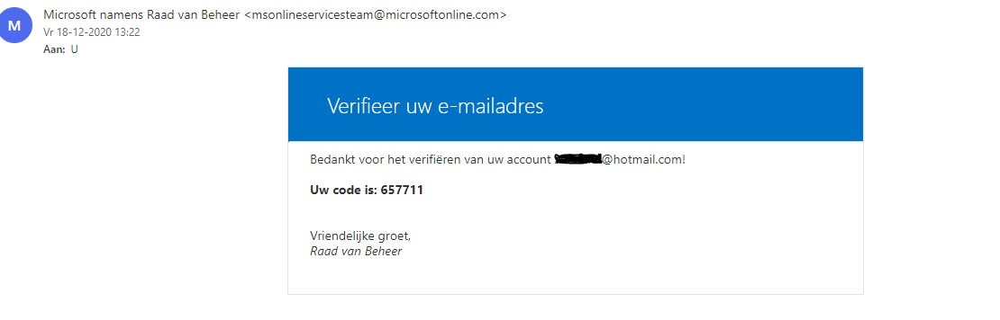 M
Microsoft namens Raad van Beheer <msonlineservicesteam@microsoftonline.com>
Vr 18-12-2020 13:22
Aan: U
Verifieer uw e-mailadres
Bedankt voor het verifiëren van uw account @hotmail.com!
Uw code is: 657711
Vriendelijke groet,
Raad van Beheer